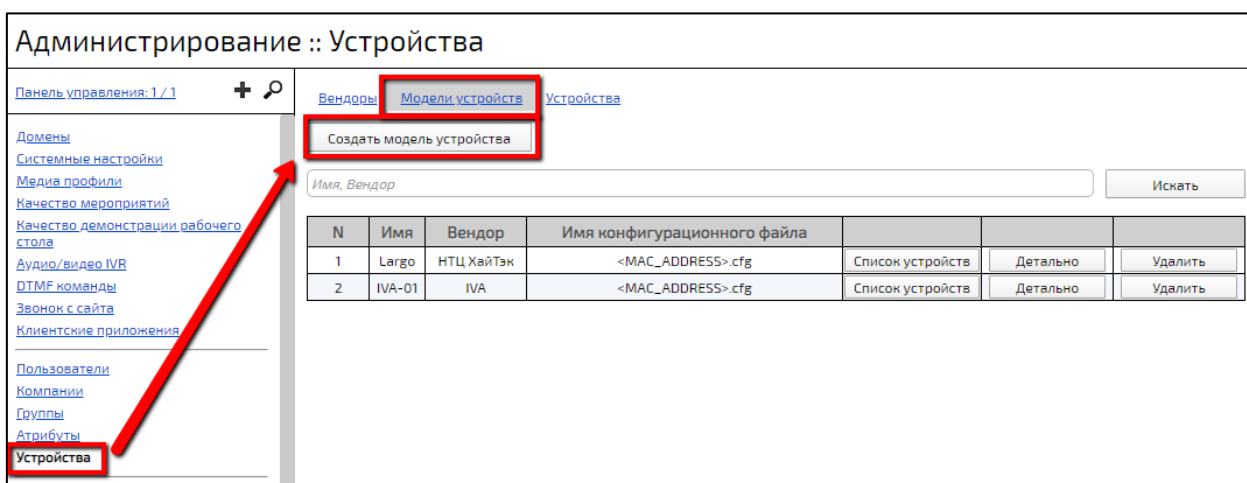 Администрирование :: Устройства
Панель управления: 1 / 1
Домены
Системные настройки
Медиа профили
Качество мероприятий
Качество демонстрации рабочего
стола
Аудио/видео IVR
DTMF команды
Звонок с сайта
Клиентские приложения
Пользователи
Компании
Группы
Атрибуты
Устройства
Вендоры Модели устройств Устройства
Создать модель устройства
Имя, Вендор Искать
N Имя Вендор Имя конфигурационного файла
1 Largo НТЦ ХайТэк <MAC_ADDRESS>.cfg Список устройств Детально Удалить
2 IVA-01 IVA <MAC_ADDRESS>.cfg Список устройств Детально Удалить